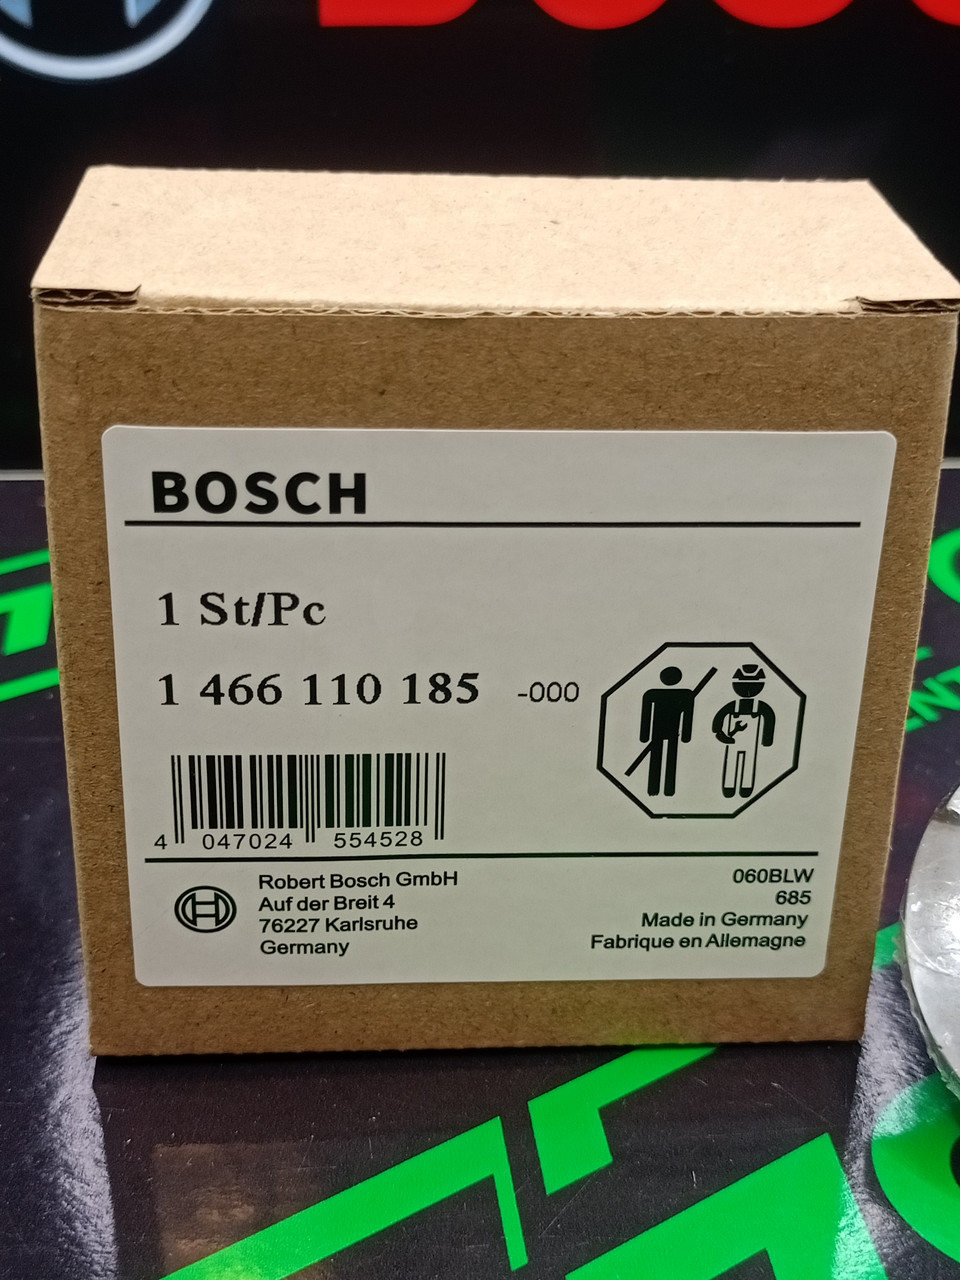 BOSCH
1 St/Pc
1 466 110 185 -000
4 047024 554528
Robert Bosch GmbH
Auf der Breit 4
76227 Karlsruhe
Germany
060BLW
685
Made in Germany
Fabrique en Allemagne